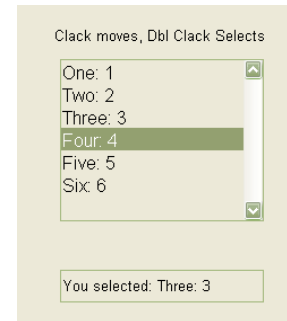 Clack moves, Dbl Clack Selects
One: 1
Two: 2
Three: 3
Four: 4
Five: 5
Six: 6
You selected: Three: 3